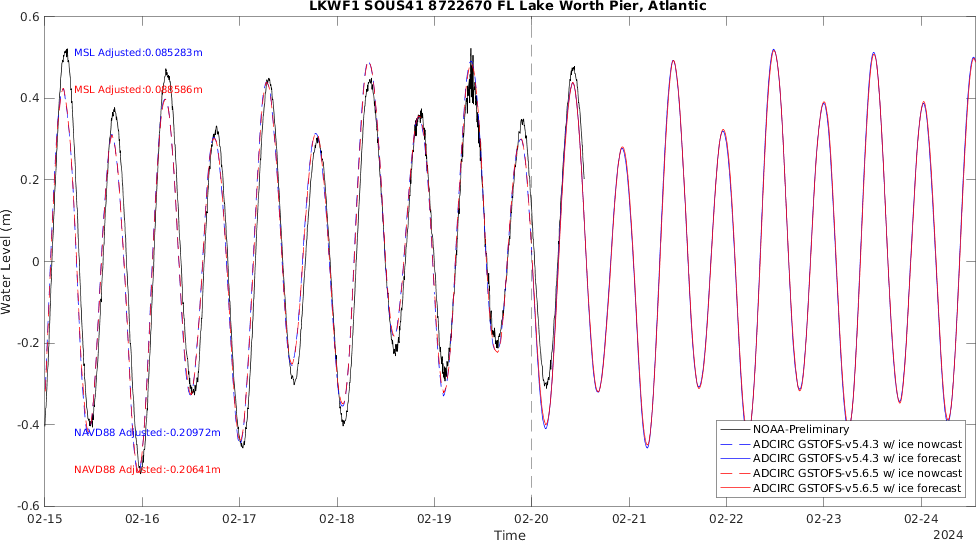 LKWF1 SOUS41 8722670 FL Lake Worth Pier, Atlantic
0.6
0.4
0.2
0
-0.2
-0.4
-0.6
Water Level (m)
MSL Adjusted:0.085283m
MSL Adjusted:0.088586m
NAVD88 Adjusted:-0.20972m
NAVD88 Adjusted:-0.20641m
NOAA-Preliminary
ADCIRC GSTOFS-v5.4.3 w/ ice nowcast
ADCIRC GSTOFS-v5.4.3 w/ ice forecast
ADCIRC GSTOFS-v5.6.5 w/ ice nowcast
ADCIRC GSTOFS-v5.6.5 w/ ice forecast
02-15 02-16 02-17 02-18 02-19 02-20 02-21 02-22 02-23 02-24
Time
2024